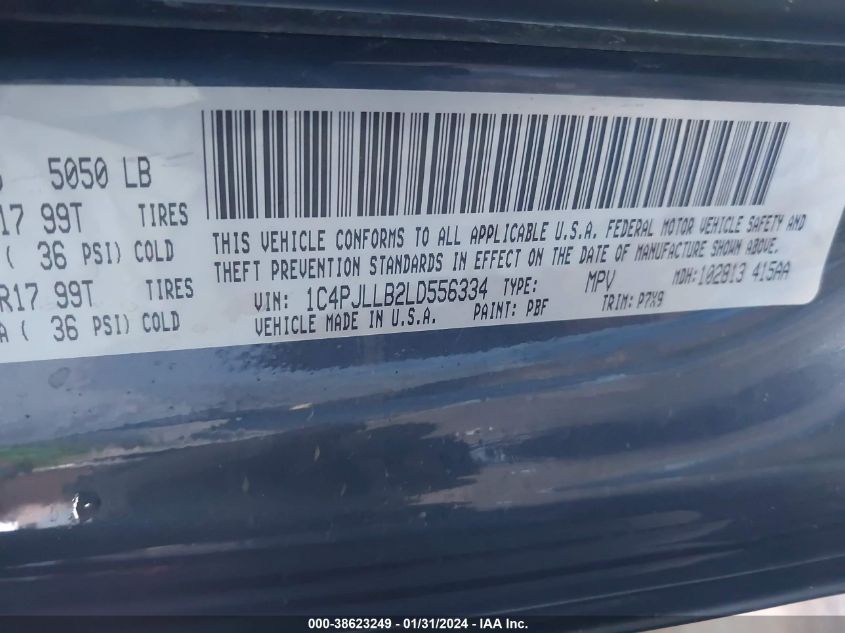 5050 LB
17 99T TIRES
( 36 PSI) COLD
R17 99T TIRES
A ( 36 PSI) COLD
THIS VEHICLE CONFORMS TO ALL APPLICABLE U.S.A. FEDERAL MOTOR VEHICLE SAFETY AND
THEFT PREVENTION STANDARDS IN EFFECT ON THE DATE OF MANUFACTURE SHOWN ABOVE.
VIN: 1C4PJLLB2LD556334 TYPE: MPV MDH:102813 415AA
VEHICLE MADE IN U.S.A. PAINT: PBF TRIM: P7X9
000-38623249 - 01/31/2024 - IAA Inc.